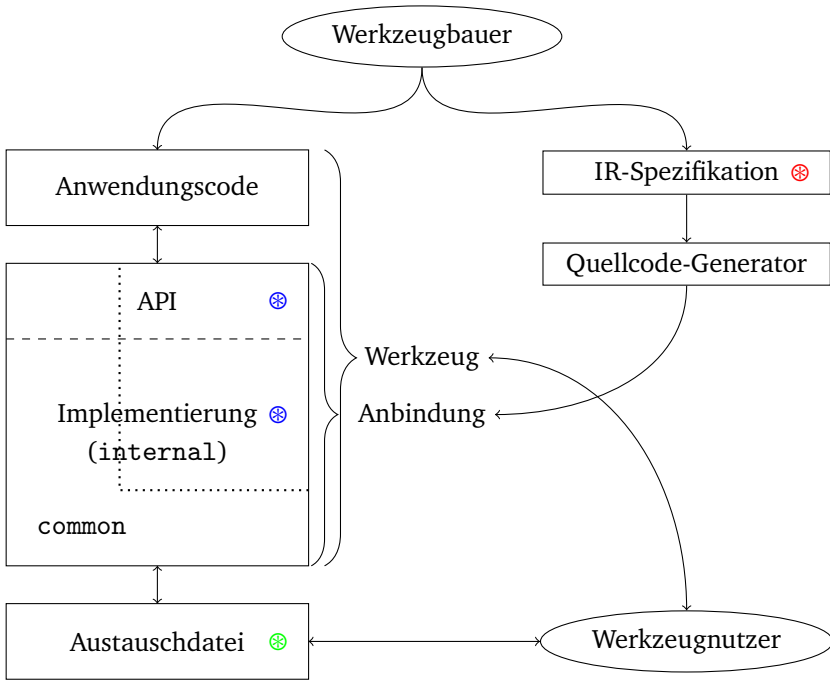 Werkzeugbauer
Anwendungscode
IR-Spezifikation ⊛
Quellcode-Generator
API ⊛
Werkzeug
Implementierung ⊛
(internal)
Anbindung
common
Austauschdatei ⊛
Werkzeugnutzer